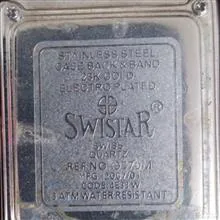 STAINLESS STEEL
CASE BACK & BAND
23K GOLD
ELECTRO PLATED
SWISTAR®
SWISS
QUARTZ
REF NO.
3 ATM WATER RESISTANT